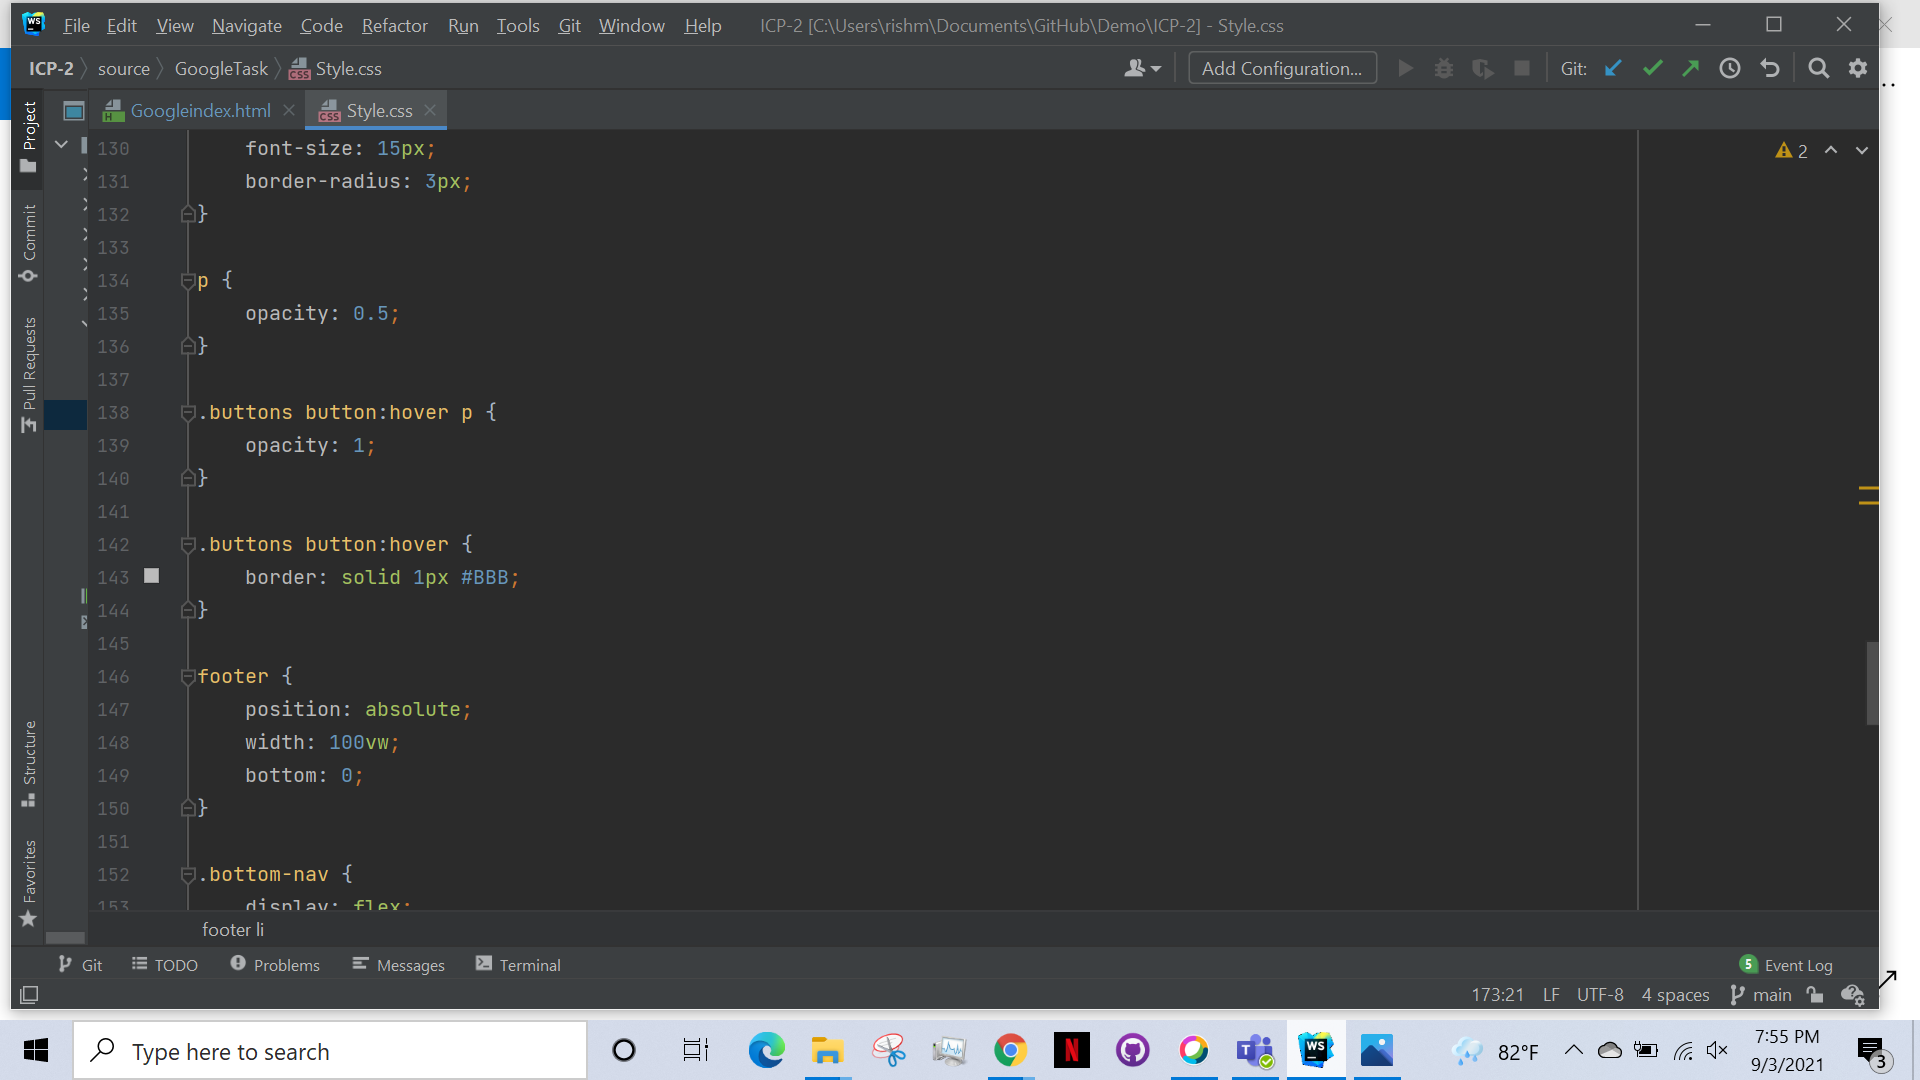 File Edit View Navigate Code Refactor Run Tools Git Window Help ICP-2 [C:\Users\rishm\Documents\GitHub\Demo\ICP-2] - Style.css
ICP-2 source GoogleTask Style.css Add Configuration... Git:
Googleindex.html Style.css
Project
Commit
Pull Requests
Structure
Favorites
2
130 font-size: 15px;
131 border-radius: 3px;
132 }
133
134 p {
135 opacity: 0.5;
136 }
137
138 .buttons button:hover p {
139 opacity: 1;
140 }
141
142 .buttons button:hover {
143 border: solid 1px #BBB;
144 }
145
146 footer {
147 position: absolute;
148 width: 100vw;
149 bottom: 0;
150 }
151
152 .bottom-nav {
153 display: flex;
footer li
Git TODO Problems Messages Terminal 5 Event Log
173:21 LF UTF-8 4 spaces main
Type here to search
82°F
7:55 PM
9/3/2021
3